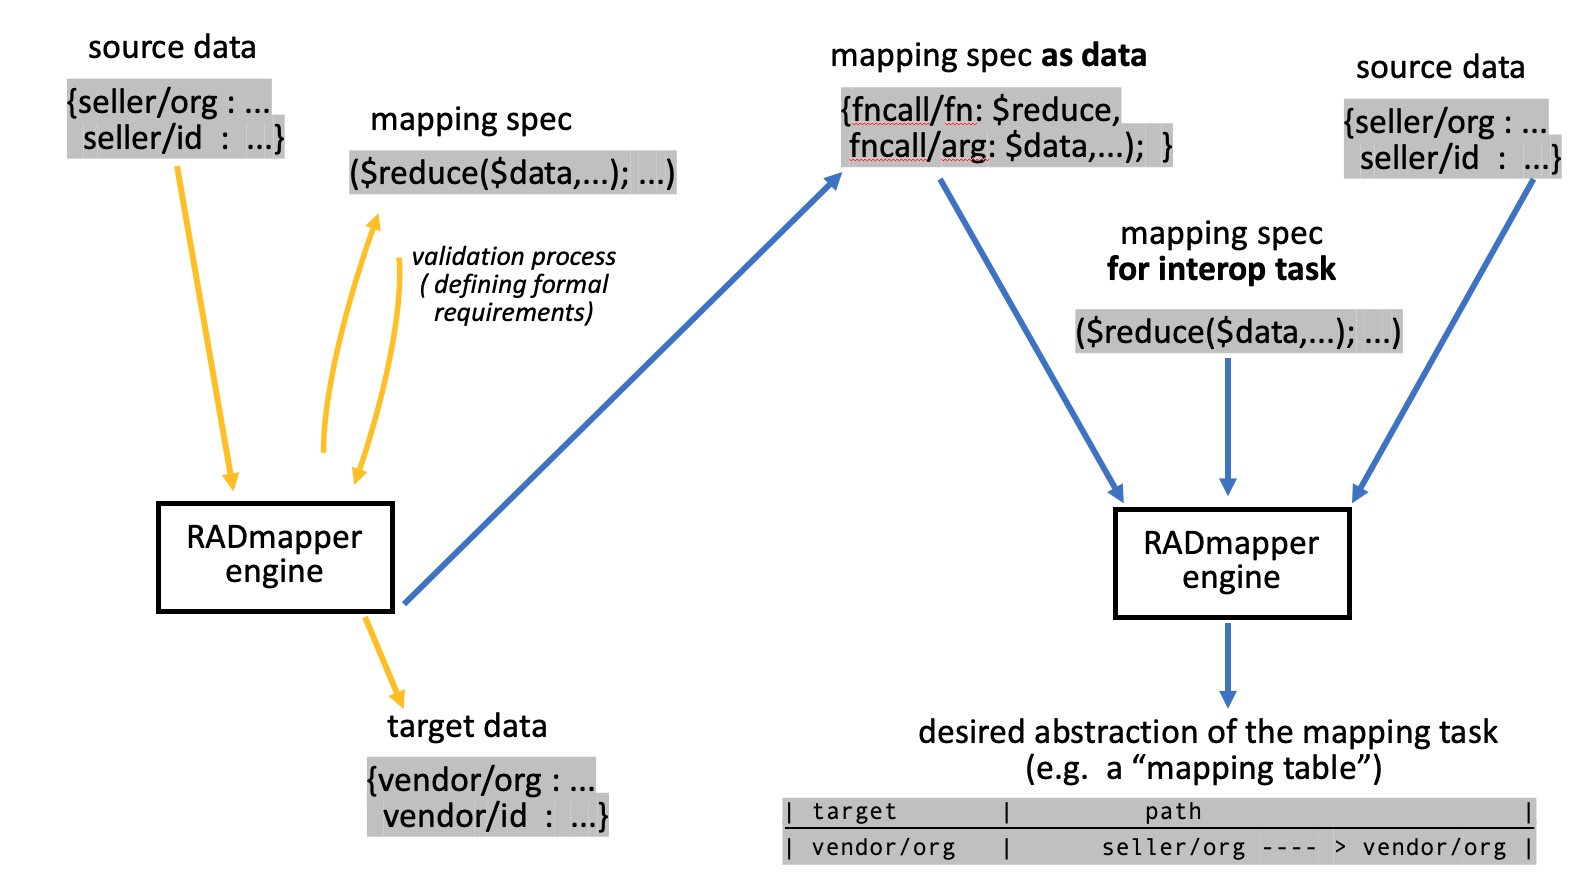 source data
{seller/org : ...
seller/id : ...}
mapping spec
($reduce($data,...); ...)
validation process
( defining formal
requirements)
RADmapper
engine
target data
{vendor/org : ...
vendor/id : ...}
mapping spec as data
{fncall/fn: $reduce,
fncall/arg: $data,...); }
source data
{seller/org : ...
seller/id : ...}
mapping spec
for interop task
($reduce($data,...); ...)
RADmapper
engine
desired abstraction of the mapping task
(e.g. a “mapping table”)
| target | path |
| vendor/org | seller/org ---- > vendor/org |